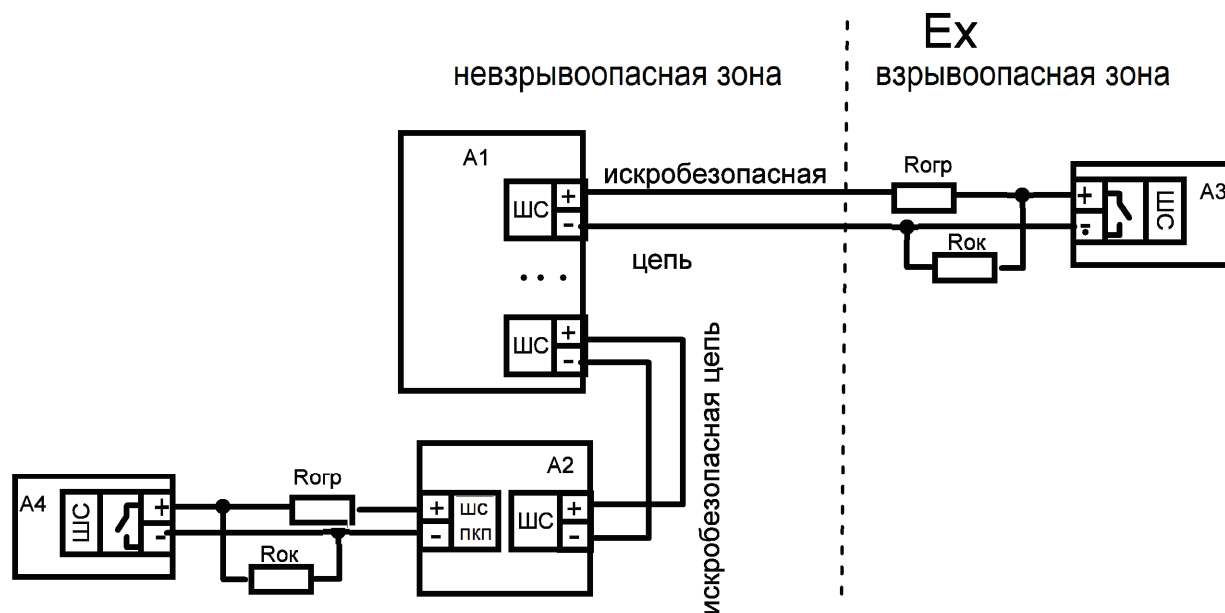 Ex
невзрывоопасная зона
взрывоопасная зона
A1
искробезопасная
Rогр
A3
ШС
+
-
+
-
ШС
цепь
Rок
...
ШС
+
-
искробезопасная цепь
A2
A4
Rогр
ШС
+
-
+
-
ШС
ПКП
ШС
+
-
Rок